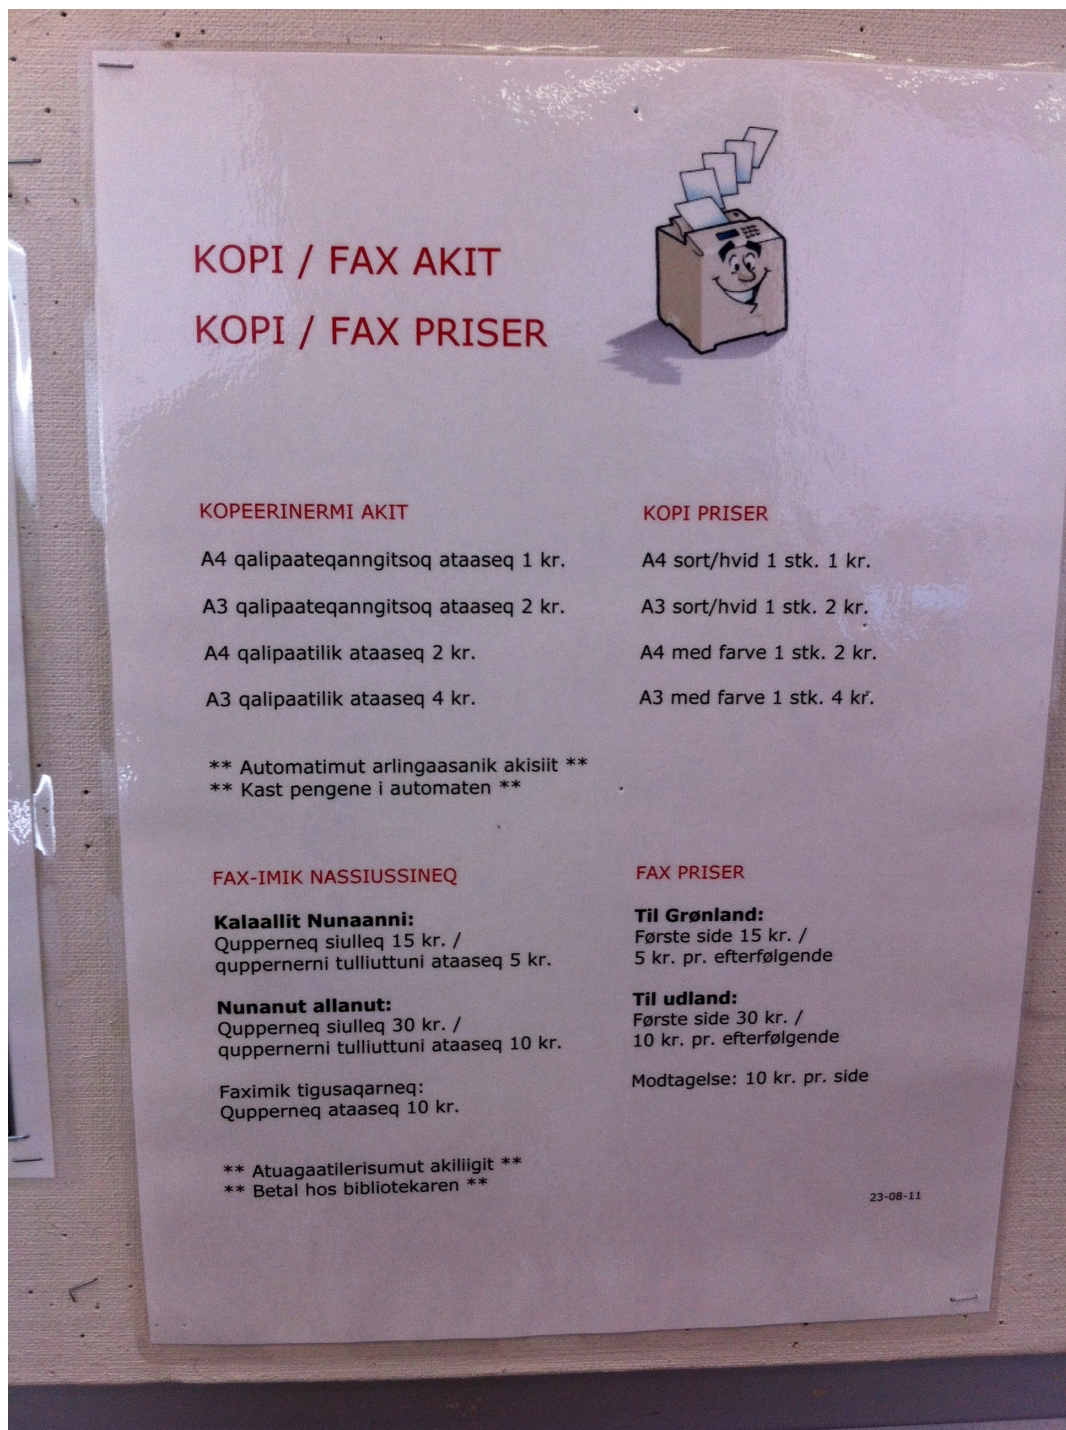 KOPI / FAX AKIT
KOPI / FAX PRISER
KOPEERINERMI AKIT
A4 qalipaateqanngitsoq ataaseq 1 kr.
A3 qalipaateqanngitsoq ataaseq 2 kr.
A4 qalipaatilik ataaseq 2 kr.
A3 qalipaatilik ataaseq 4 kr.
KOPI PRISER
A4 sort/hvid 1 stk. 1 kr.
A3 sort/hvid 1 stk. 2 kr.
A4 med farve 1 stk. 2 kr.
A3 med farve 1 stk. 4 kr.
** Automatimut arlingaasanik akisiit **
** Kast pengene i automaten **
FAX-IMIK NASSIUSSINEQ
Kalaallit Nunaanni:
Qupperneq siulleq 15 kr. /
quppernerni tulliuttuni ataaseq 5 kr.
Nunanut allanut:
Qupperneq siulleq 30 kr. /
quppernerni tulliuttuni ataaseq 10 kr.
Faximik tigusaqarneq:
Qupperneq ataaseq 10 kr.
FAX PRISER
Til Grønland:
Første side 15 kr. /
5 kr. pr. efterfølgende
Til udland:
Første side 30 kr. /
10 kr. pr. efterfølgende
Modtagelse: 10 kr. pr. side
** Atuagaatilerisumut akiliigit **
** Betal hos bibliotekaren **
23-08-11